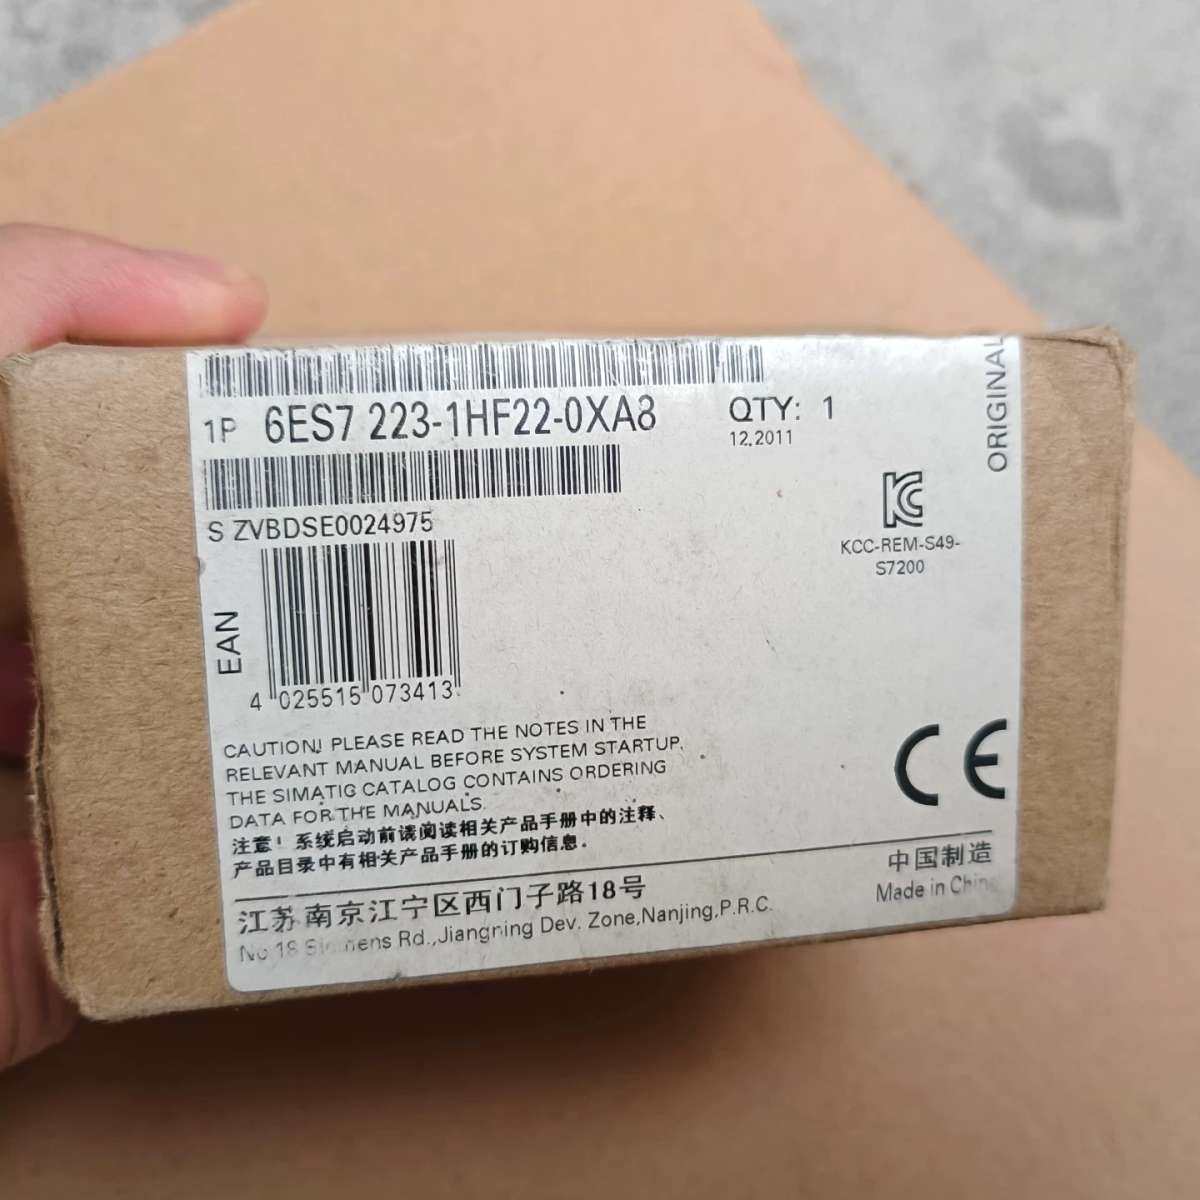 1P 6ES7 223-1HF22-0XA8 QTY: 1
12.2011
ORIGINAL
S ZVBDSE0024975
KCC-REM-S49-
S7200
EAN
4 025515 073413
CAUTION! PLEASE READ THE NOTES IN THE
RELEVANT MANUAL BEFORE SYSTEM STARTUP.
THE SIMATIC CATALOG CONTAINS ORDERING
DATA FOR THE MANUALS.
注意！系统启动前请阅读相关产品手册中的注释、
产品目录中有相关产品手册的订购信息。
CE
中国制造
Made in China
江苏南京江宁区西门子路18号
No 18 Siemens Rd.,Jiangning Dev. Zone,Nanjing,P.R.C.